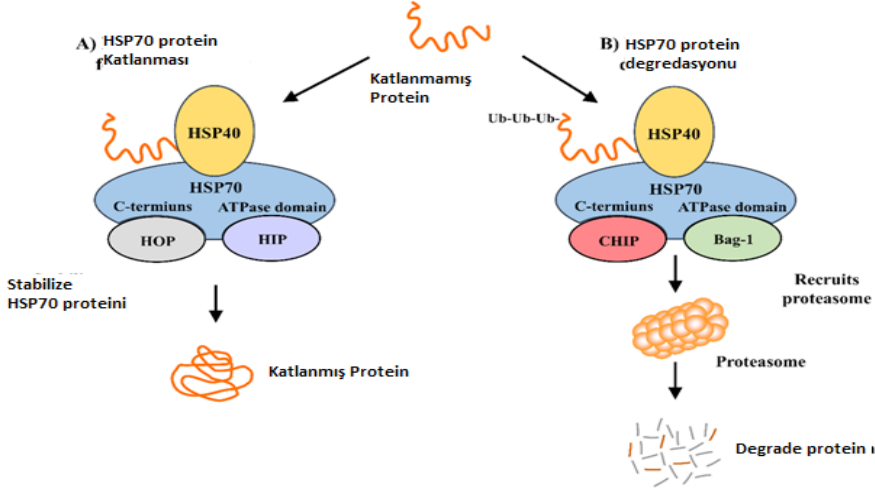 A) HSP70 protein
Katlanması
Katlanmamış
Protein
B) HSP70 protein
degredasyonu
HSP40
HSP70
C-termiuns
ATPase domain
HOP
HIP
Stabilize
HSP70 proteini
Katlanmış Protein
Ub-Ub-Ub-
HSP40
HSP70
C-termiuns
ATPase domain
CHIP
Bag-1
Recruits
proteasome
Proteasome
Degrade protein